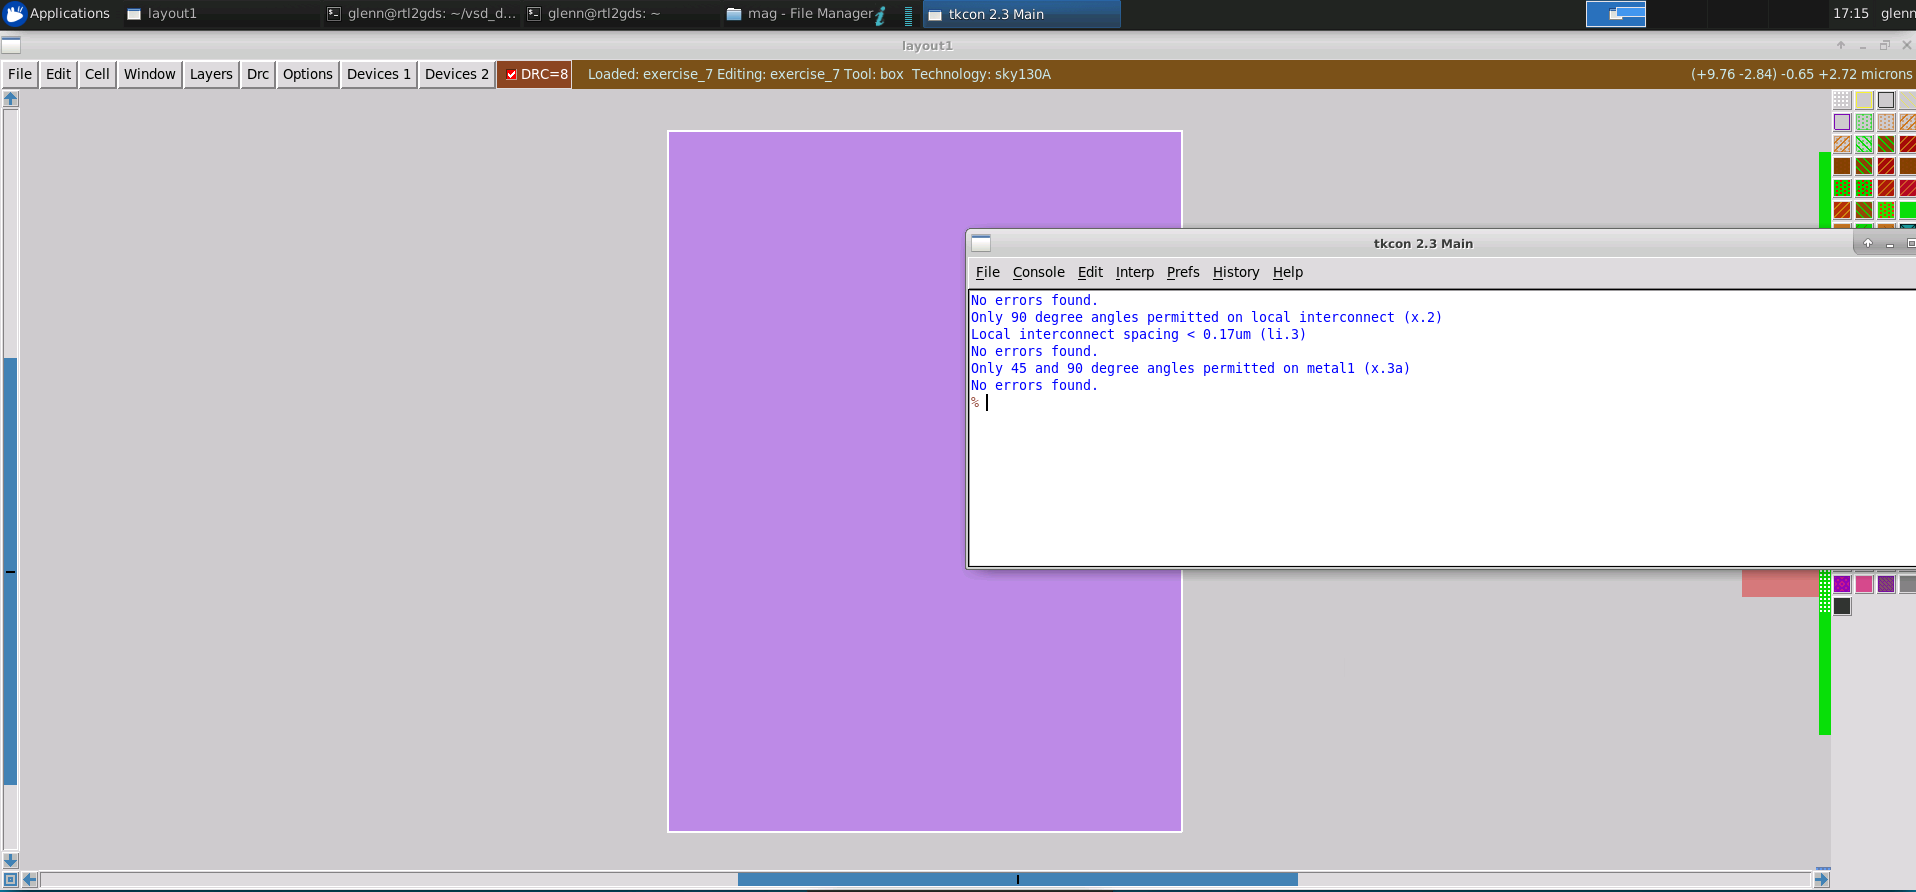 Applications
layout1
glenn@rtl2gds: ~/vsd_d...
glenn@rtl2gds: ~
mag - File Manager
tkcon 2.3 Main
17:15
glenn
layout1
File Edit Cell Window Layers Drc Options Devices 1 Devices 2 DRC=8 Loaded: exercise_7 Editing: exercise_7 Tool: box Technology: sky130A (+9.76 -2.84) -0.65 +2.72 microns
tkcon 2.3 Main
File Console Edit Interp Prefs History Help
No errors found.
Only 90 degree angles permitted on local interconnect (x.2)
Local interconnect spacing < 0.17um (li.3)
No errors found.
Only 45 and 90 degree angles permitted on metal1 (x.3a)
No errors found.
%